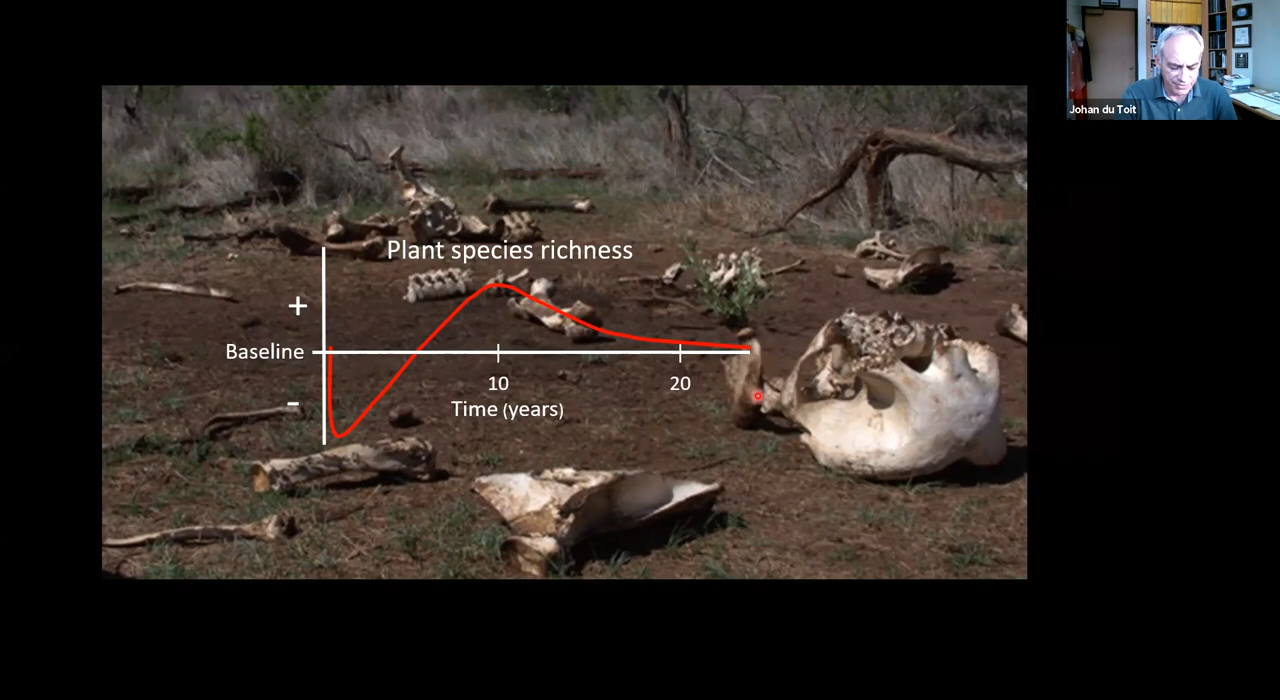 Johan du Toit
Plant species richness
+
Baseline
-
10
20
Time (years)